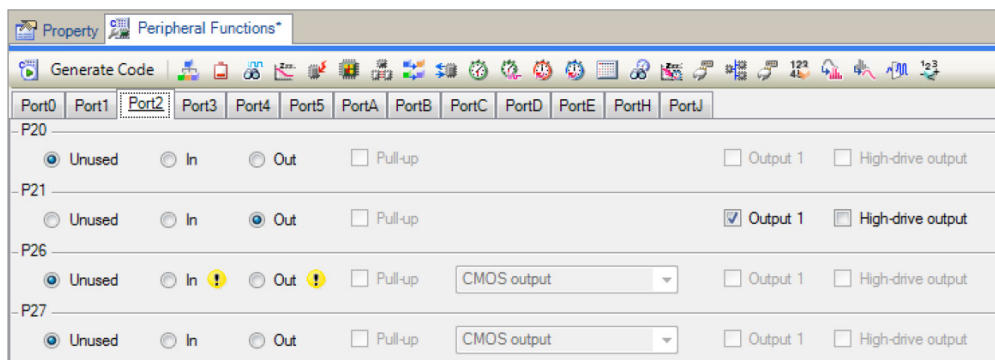 Property Peripheral Functions*
Generate Code
Port0 Port1 Port2 Port3 Port4 Port5 PortA PortB PortC PortD PortE PortH PortJ
P20
Unused In Out Pull-up Output 1 High-drive output
P21
Unused In Out Pull-up Output 1 High-drive output
P26
Unused In Out Pull-up CMOS output Output 1 High-drive output
P27
Unused In Out Pull-up CMOS output Output 1 High-drive output